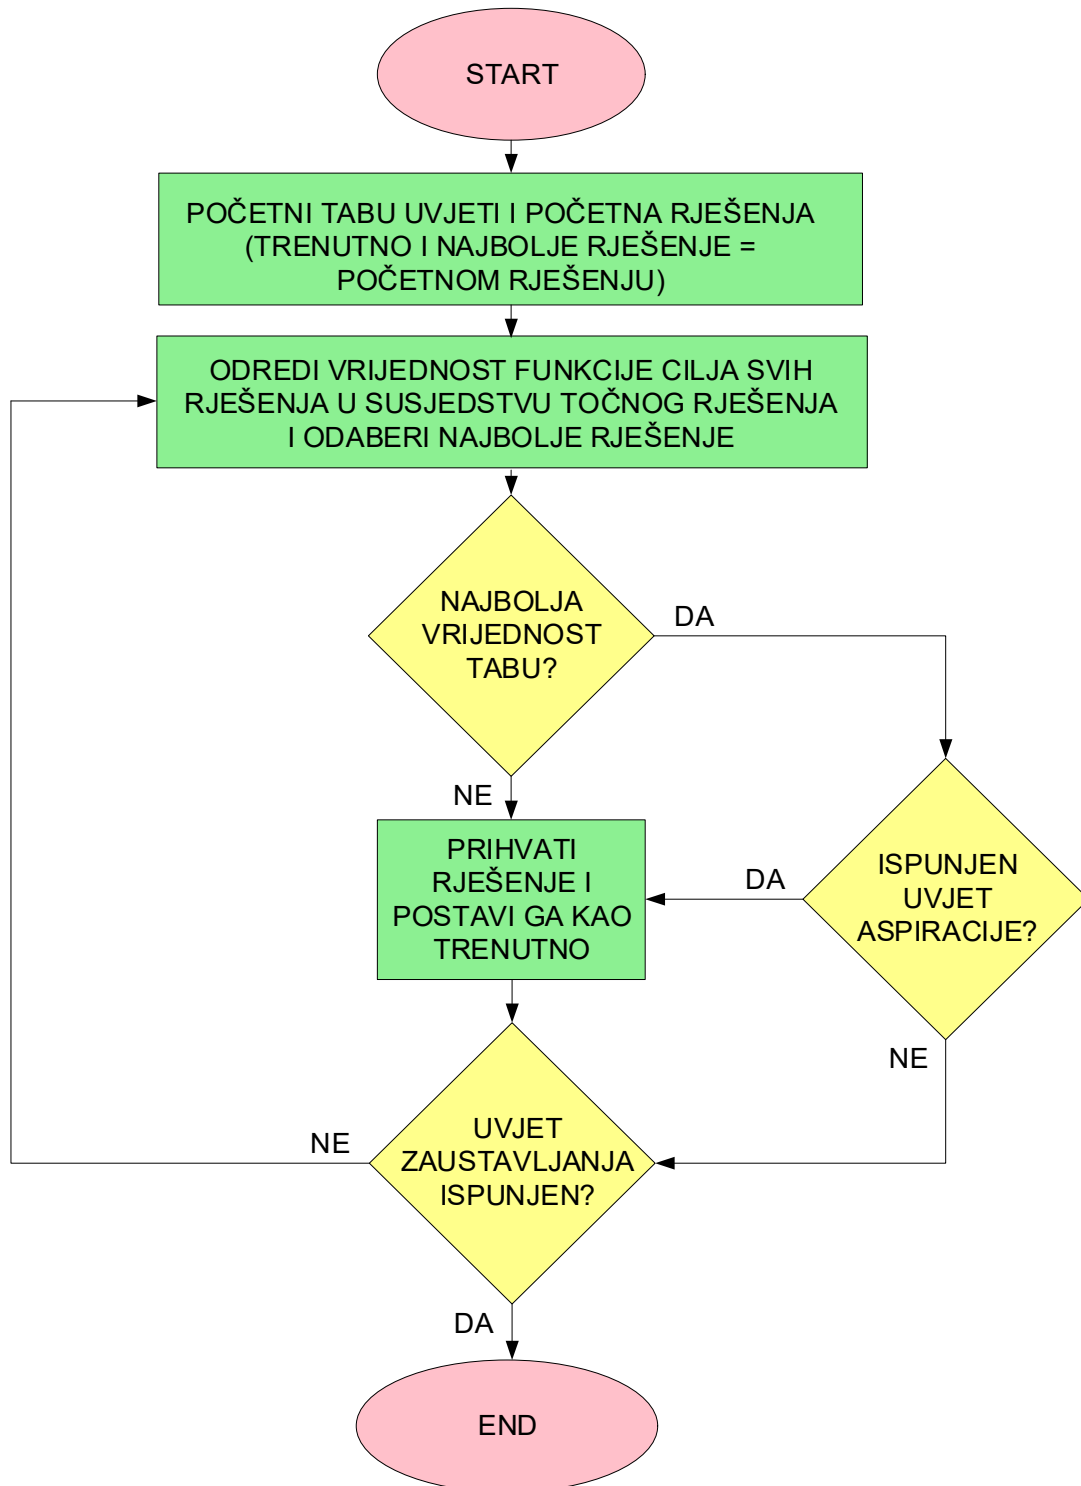 START
POČETNI TABU UVJETI I POČETNA RJEŠENJA
(TRENUTNO I NAJBOLJE RJEŠENJE =
POČETNOM RJEŠENJU)
ODREDI VRIJEDNOST FUNKCIJE CILJA SVIH
RJEŠENJA U SUSJEDSTVU TOČNOG RJEŠENJA
I ODABERI NAJBOLJE RJEŠENJE
NAJBOLJA
VRIJEDNOST
TABU?
DA
NE
PRIHVATI
RJEŠENJE I
POSTAVI GA KAO
TRENUTNO
DA
ISPUNJEN
UVJET
ASPIRACIJE?
NE
UVJET
ZAUSTAVLJANJA
ISPUNJEN?
NE
DA
END